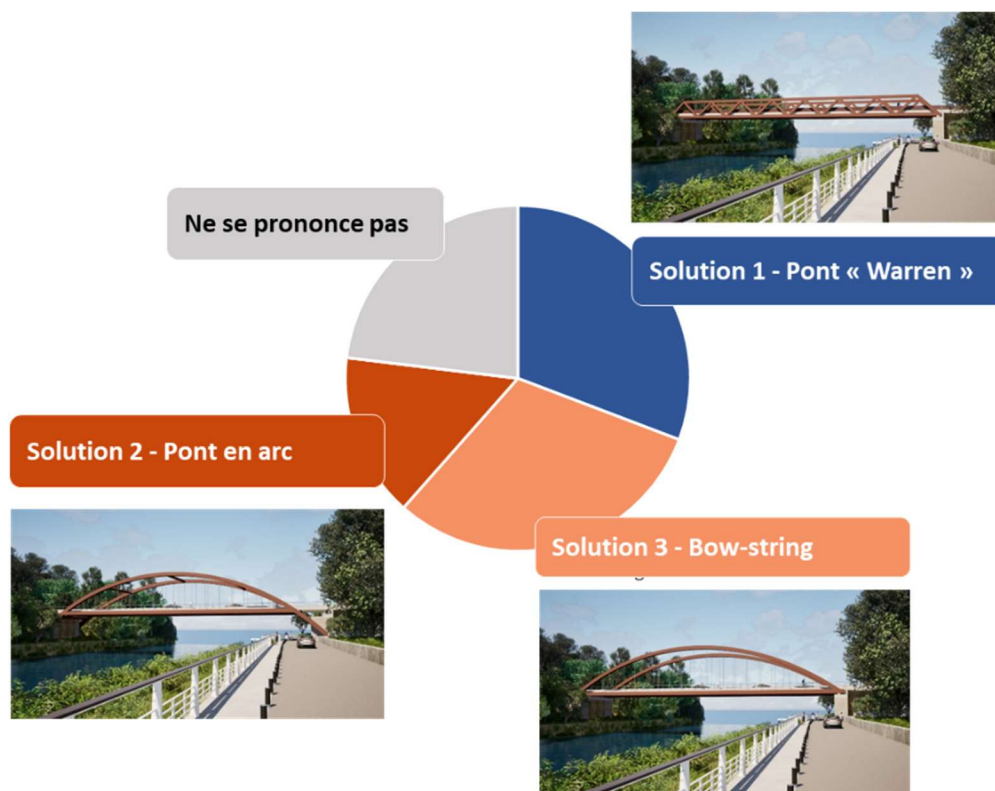 Ne se prononce pas
Solution 1 - Pont « Warren »
Solution 2 - Pont en arc
Solution 3 - Bow-string